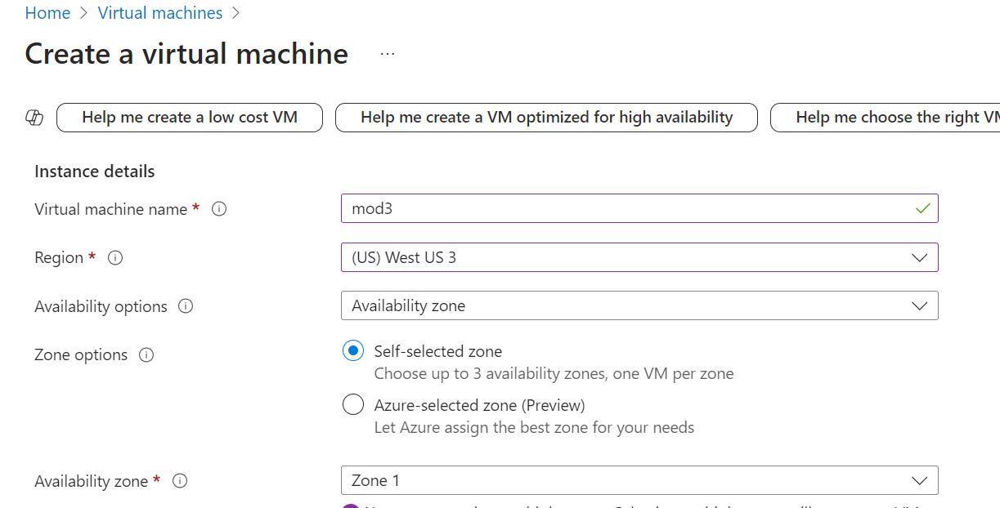 Home > Virtual machines >
Create a virtual machine ...
Help me create a low cost VM Help me create a VM optimized for high availability Help me choose the right VM
Instance details
Virtual machine name * mod3
Region * (US) West US 3
Availability options Availability zone
Zone options Self-selected zone
Choose up to 3 availability zones, one VM per zone
Azure-selected zone (Preview)
Let Azure assign the best zone for your needs
Availability zone * Zone 1